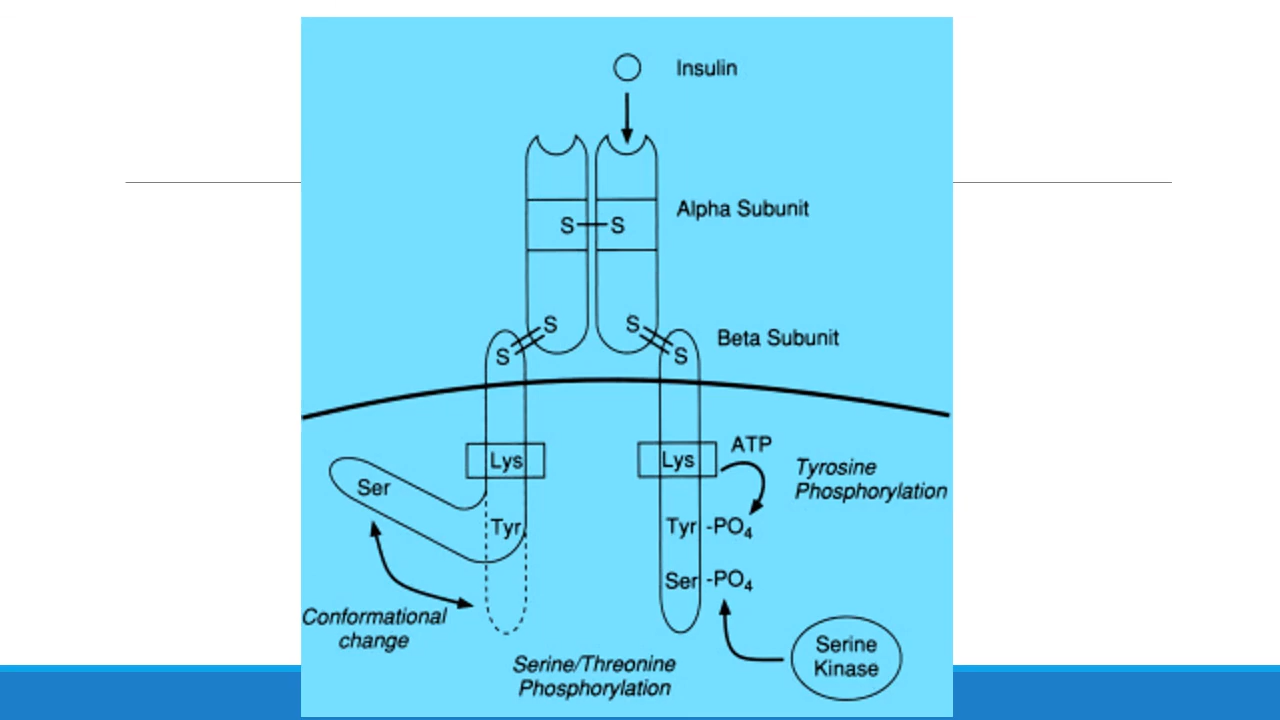 Insulin
Alpha Subunit
S S
S S
S S
Beta Subunit
ATP
Lys Lys
Tyrosine
Phosphorylation
Ser
Tyr Tyr -PO₄
Ser -PO₄
Conformational
change
Serine/Threonine
Phosphorylation
Serine
Kinase